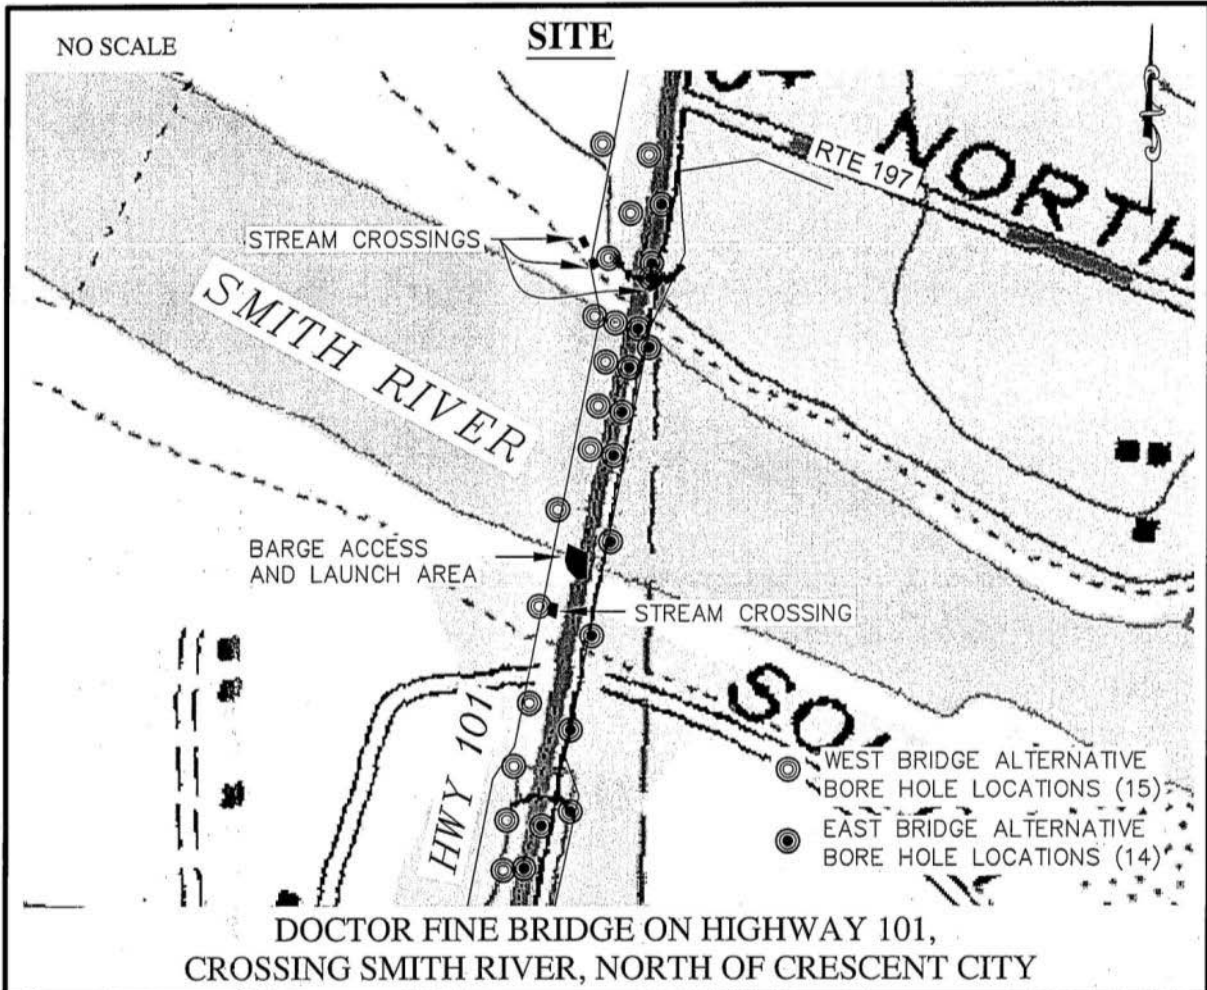 SITE
NO SCALE
NORTH
RTE 197
STREAM CROSSINGS
SMITH RIVER
BARGE ACCESS
AND LAUNCH AREA
STREAM CROSSING
HWY 101
WEST BRIDGE ALTERNATIVE
BORE HOLE LOCATIONS (15)
EAST BRIDGE ALTERNATIVE
BORE HOLE LOCATIONS (14)
DOCTOR FINE BRIDGE ON HIGHWAY 101,
CROSSING SMITH RIVER, NORTH OF CRESCENT CITY